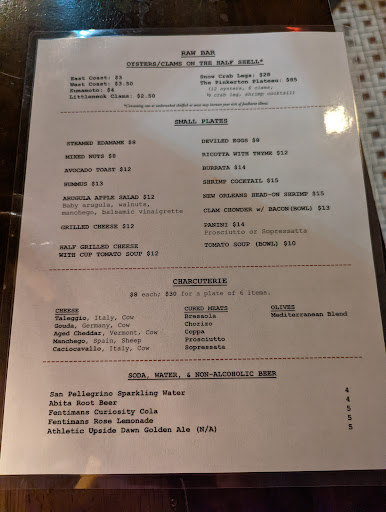 RAW BAR
OYSTERS/CLAMS ON THE HALF SHELL*
East Coast: $3
West Coast: $3.50
Kumamoto: $4
Littleneck Clams: $2.50
Snow Crab Legs: $28
The Pinkerton Plateau: $65
(12 oysters, 6 clams,
½ crab leg, shrimp cocktail)
SMALL PLATES
STEAMED EDAMAME $8
MIXED NUTS $8
AVOCADO TOAST $12
HUMMUS $13
ARUGULA APPLE SALAD $12
Baby arugula, walnuts,
manchego, balsamic vinaigrette
GRILLED CHEESE $12
HALF GRILLED CHEESE
WITH CUP TOMATO SOUP $12
DEVILED EGGS $8
RICOTTA WITH THYME $12
BURRATA $14
SHRIMP COCKTAIL $15
NEW ORLEANS HEAD-ON SHRIMP $15
CLAM CHOWDER w/ BACON(BOWL) $13
PANINI $14
Prosciutto or Sopressatta
TOMATO SOUP (BOWL) $10
CHARCUTERIE
$8 each; $30 for a plate of 4 items.
CHEESE
Taleggio, Italy, Cow
Gouda, Germany, Cow
Aged Cheddar, Vermont, Cow
Manchego, Spain, Sheep
Caciocavallo, Italy, Cow
CURED MEATS
Bresaola
Chorizo
Coppa
Prosciutto
Sopressata
OLIVES
Mediterranean Blend
SODA, WATER, & NON-ALCOHOLIC BEER
San Pellegrino Sparkling Water 4
Abita Root Beer 4
Fentimans Curiosity Cola 5
Fentimans Rose Lemonade 5
Athletic Upside Dawn Golden Ale (N/A) 5